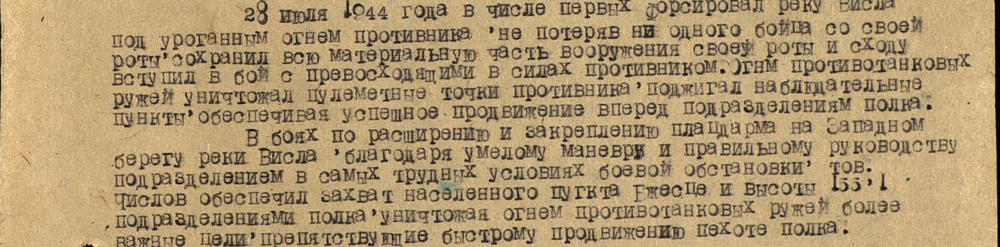 28 июля 1944 года в числе первых форсировал реку Висла
под уроганным огнем противника ,не потеряв ни одного бойца со своей
роты,сохранил всю материальную часть вооружения своей роты и сходу
вступил в бой с превосходящими в силах противником.Огнм противотанковых
ружей уничтожал пулеметные точки противника,поджигал наблюдательные
пункты,обеспечивая успешное продвижение вперед подразделениям полка.
В боях по расширению и закреплению плацдарма на Западном
берегу реки Висла ,благодаря умелому маневру и правильному руководству
подразделением в самых трудных условиях боевой обстановки, тов.
Числов обеспечил захват населенного пугкта Бжесце и высоты 155,1
подразделениями полка,уничтожая огнем противотанковых ружей более
важные цели,препятствующие быстрому продвижению пехоте полка.